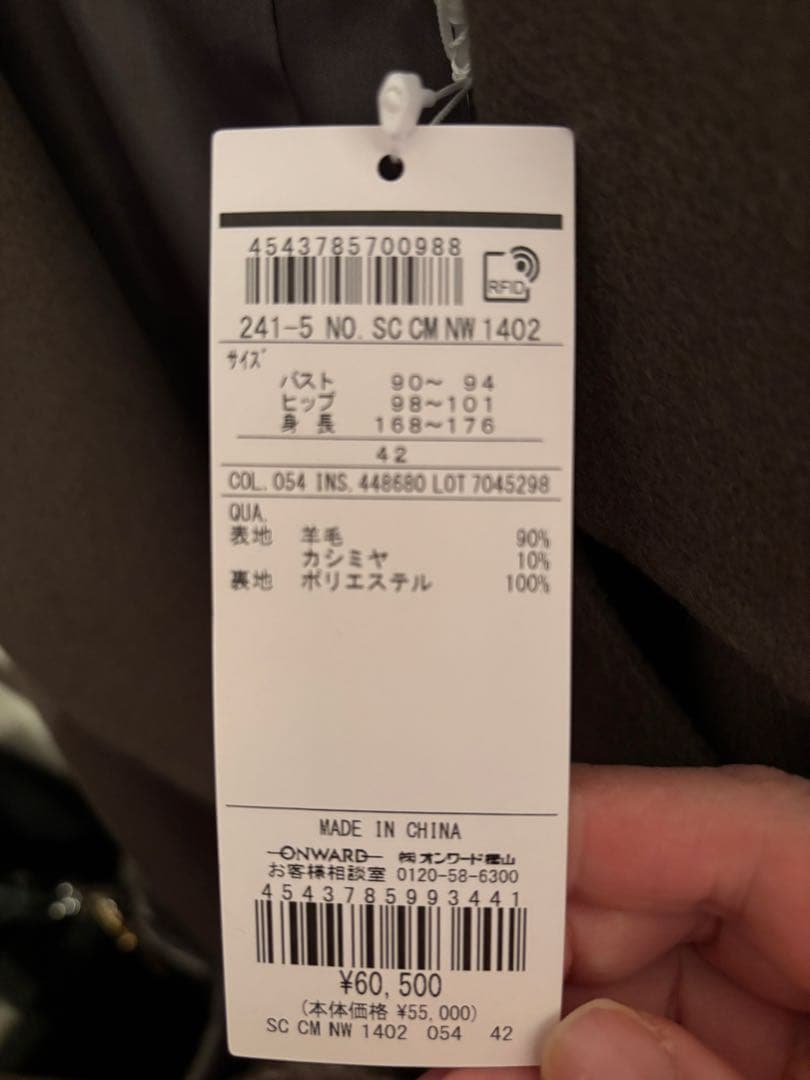 4543785700988
RFID
241-5 NO. SC CM NW 1402
サイズ
バスト 90~ 94
ヒップ 98~101
身長 168~176
42
COL. 054 INS. 448680 LOT 7045298
QUA.
表地 羊毛 90%
カシミヤ 10%
裏地 ポリエステル 100%
MADE IN CHINA
ONWARD ㈱オンワード樫山
お客様相談室 0120-58-6300
4543785993441
¥60,500
(本体価格 ¥55,000)
SC CM NW 1402 054 42